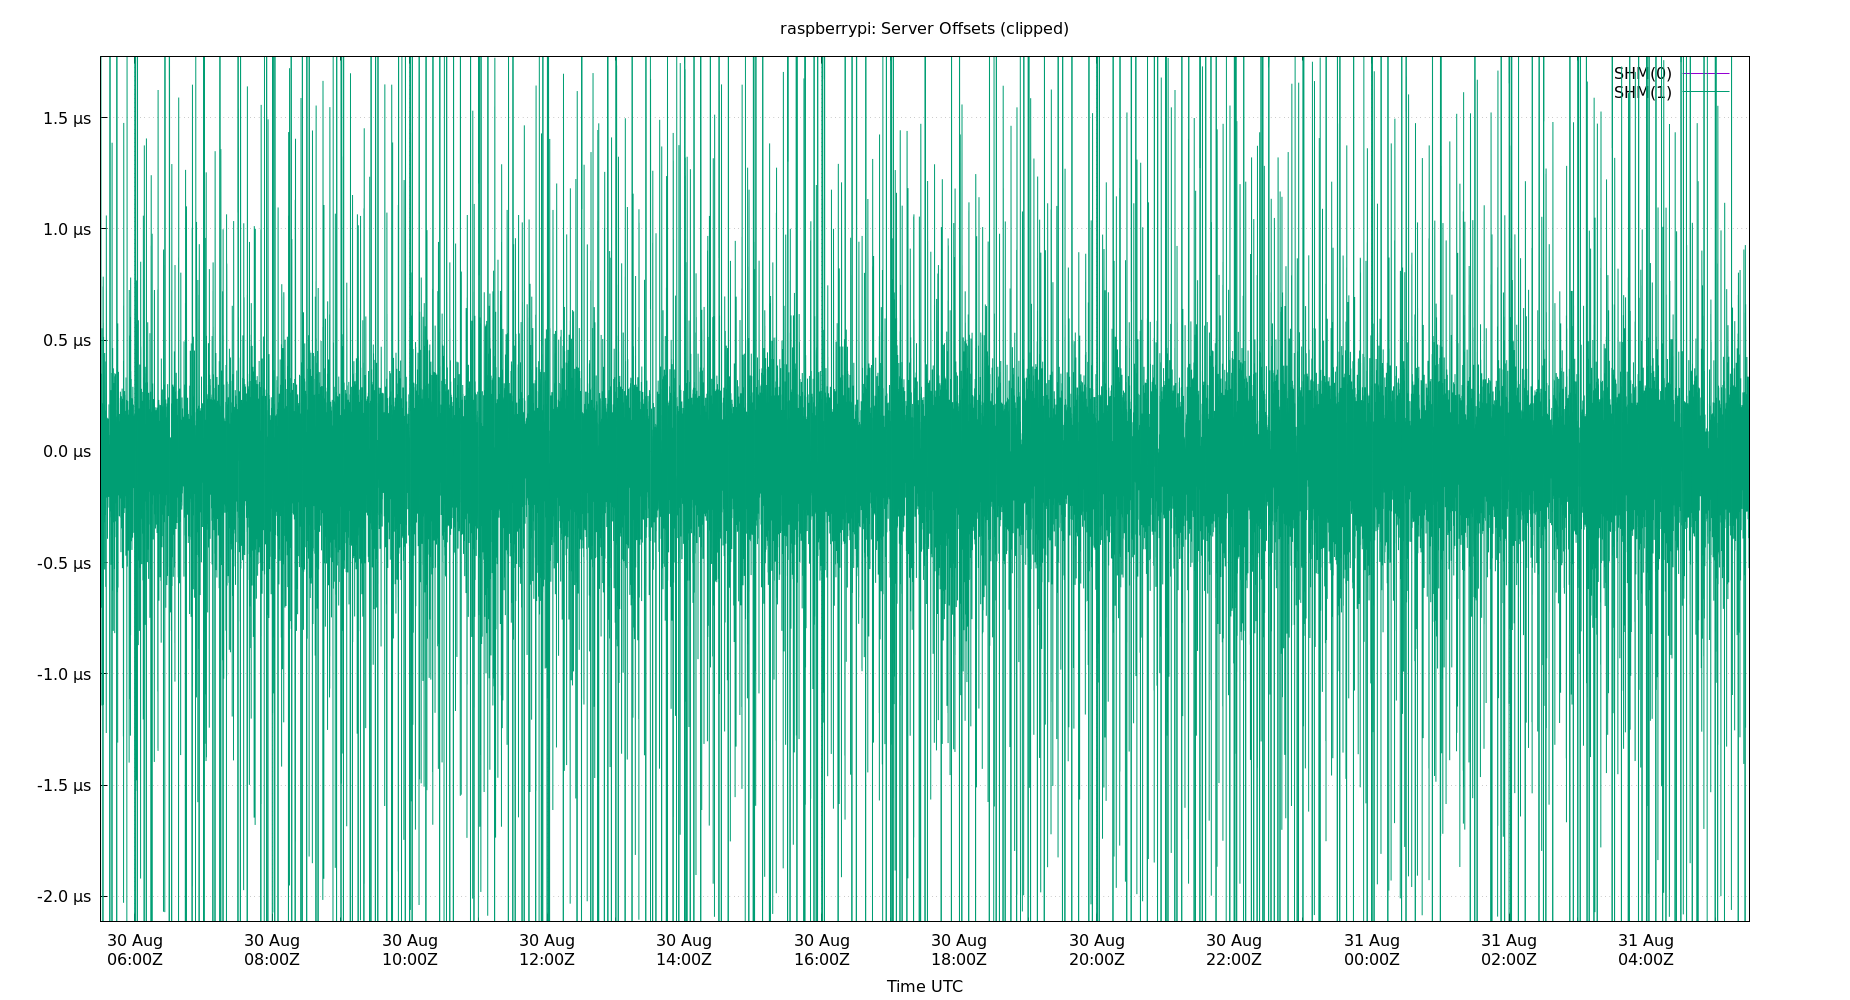 raspberrypi: Server Offsets (clipped)
SHM(0)
SHM(1)
1.5 µs
1.0 µs
0.5 µs
0.0 µs
-0.5 µs
-1.0 µs
-1.5 µs
-2.0 µs
30 Aug 30 Aug 30 Aug 30 Aug 30 Aug 30 Aug 30 Aug 30 Aug 30 Aug 31 Aug 31 Aug 31 Aug
06:00Z 08:00Z 10:00Z 12:00Z 14:00Z 16:00Z 18:00Z 20:00Z 22:00Z 00:00Z 02:00Z 04:00Z
Time UTC